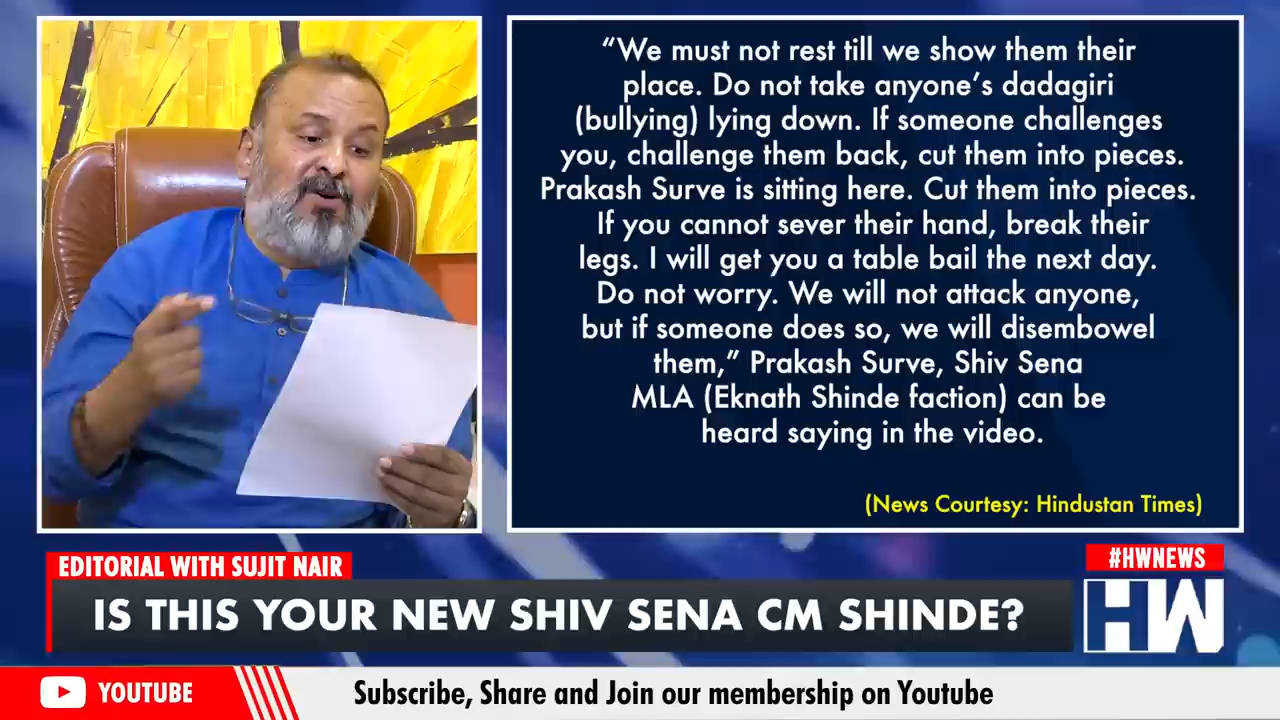 “We must not rest till we show them their
place. Do not take anyone’s dadagiri
(bullying) lying down. If someone challenges
you, challenge them back, cut them into pieces.
Prakash Surve is sitting here. Cut them into pieces.
If you cannot sever their hand, break their
legs. I will get you a table bail the next day.
Do not worry. We will not attack anyone,
but if someone does so, we will disembowel
them,” Prakash Surve, Shiv Sena
MLA (Eknath Shinde faction) can be
heard saying in the video.
(News Courtesy: Hindustan Times)
EDITORIAL WITH SUJIT NAIR
#HWNEWS
IS THIS YOUR NEW SHIV SENA CM SHINDE?
HW
YOUTUBE
Subscribe, Share and Join our membership on Youtube